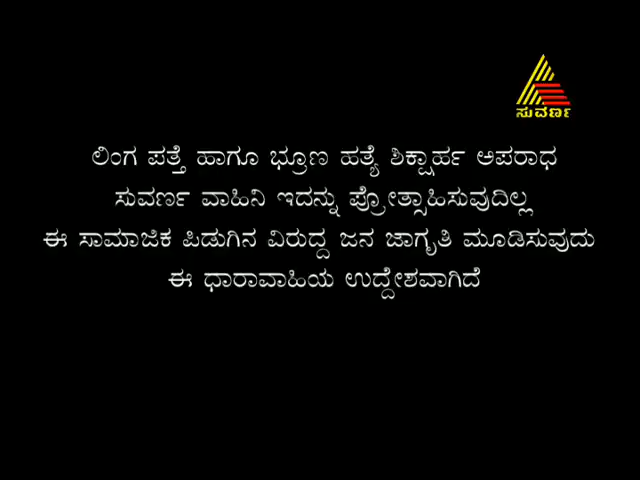 ಸುವರ್ಣ
ಲಿಂಗ ಪತ್ತೆ ಹಾಗೂ ಭ್ರೂಣ ಹತ್ಯೆ ಶಿಕ್ಷಾರ್ಹ ಅಪರಾಧ
ಸುವರ್ಣ ವಾಹಿನಿ ಇದನ್ನು ಪ್ರೋತ್ಸಾಹಿಸುವುದಿಲ್ಲ
ಈ ಸಾಮಾಜಿಕ ಪಿಡುಗಿನ ವಿರುದ್ದ ಜನ ಜಾಗೃತಿ ಮೂಡಿಸುವುದು
ಈ ಧಾರಾವಾಹಿಯ ಉದ್ದೇಶವಾಗಿದೆ